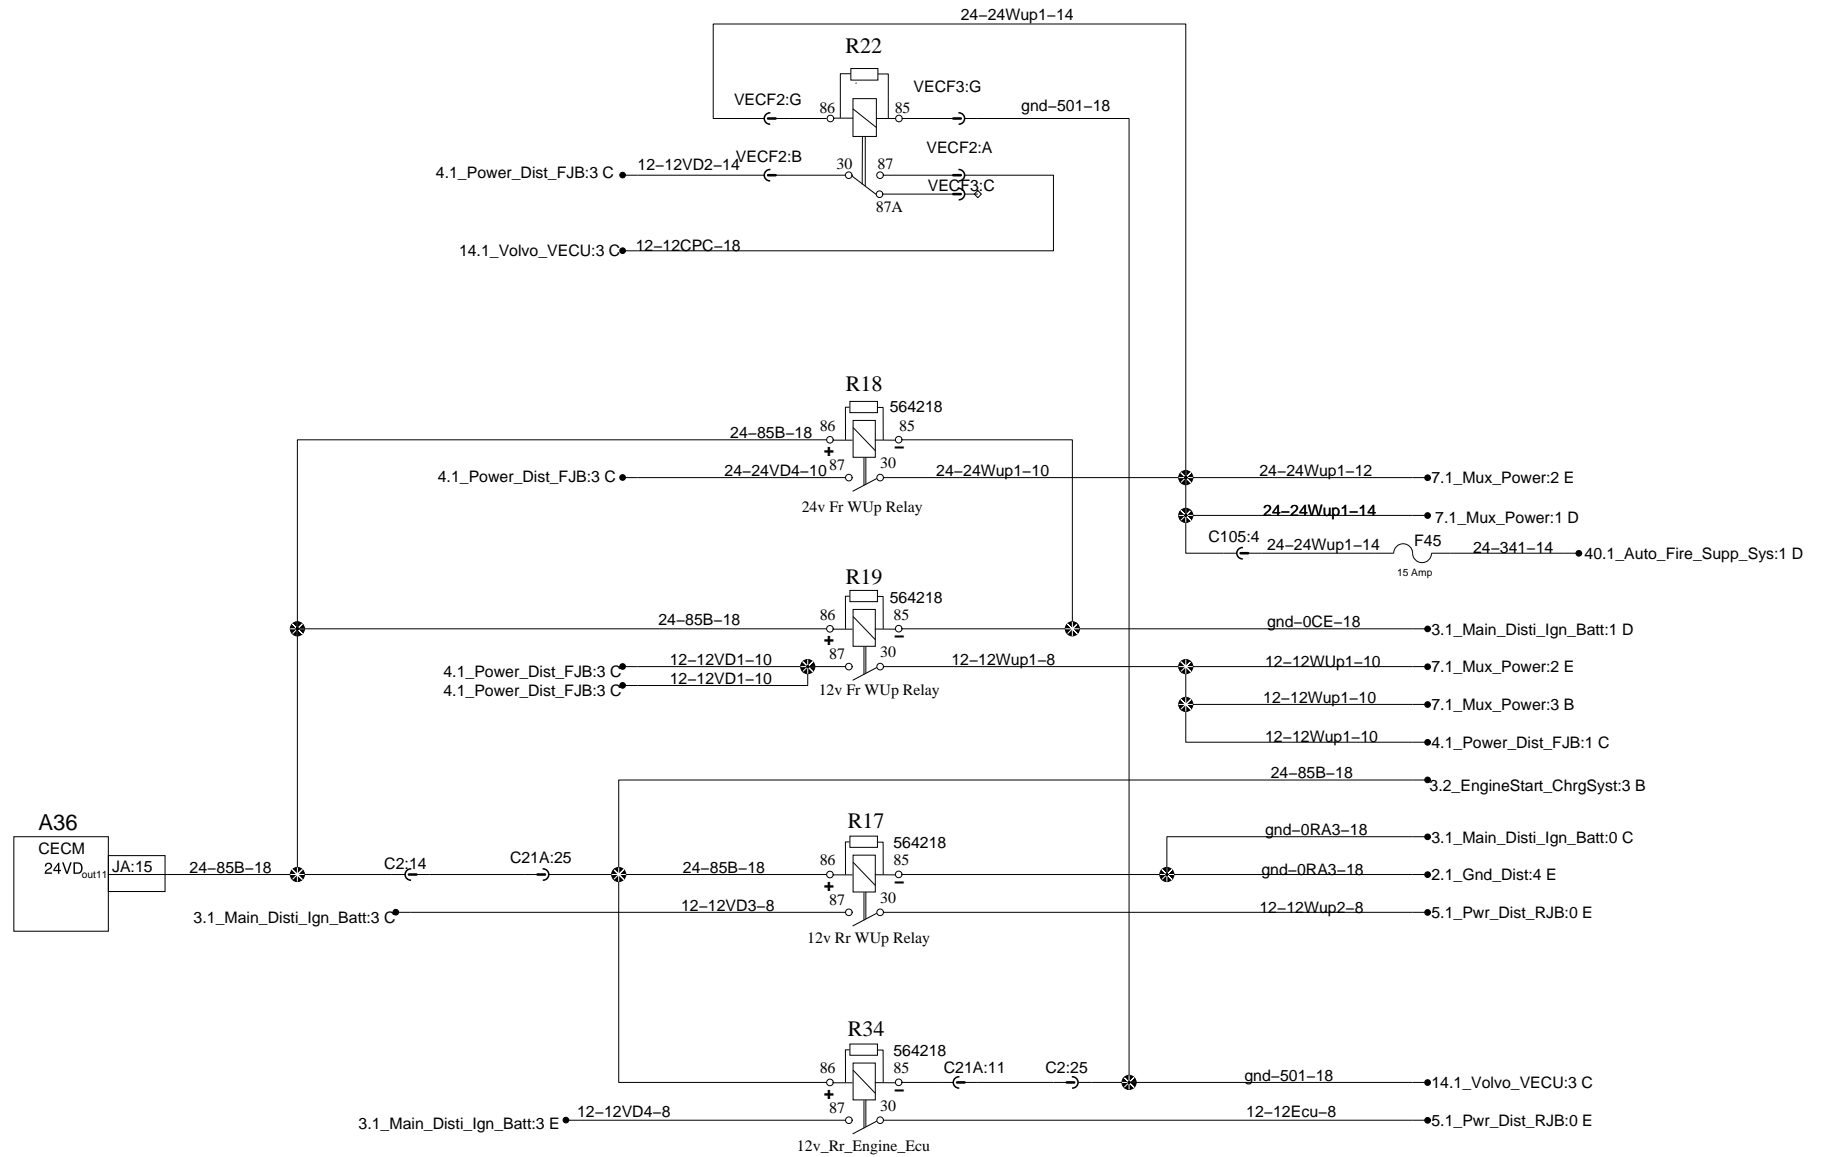 24–24Wup1–14
R22
VECF2:G
86
85
VECF3:G
gnd–501–18
4.1_Power_Dist_FJB:3 C
12–12VD2–14
VECF2:B
30
87
VECF2:A
VECF3:C
87A
14.1_Volvo_VECU:3 C
12–12CPC–18
R18
564218
24–85B–18
86
85
+
–
4.1_Power_Dist_FJB:3 C
24–24VD4–10
87
30
24–24Wup1–10
24–24Wup1–12
7.1_Mux_Power:2 E
24v Fr WUp Relay
24–24Wup1–14
7.1_Mux_Power:1 D
C105:4
24–24Wup1–14
F45
15 Amp
24–341–14
40.1_Auto_Fire_Supp_Sys:1 D
R19
564218
24–85B–18
86
85
+
–
gnd–0CE–18
3.1_Main_Disti_Ign_Batt:1 D
4.1_Power_Dist_FJB:3 C
12–12VD1–10
87
30
12–12Wup1–8
12–12WUp1–10
7.1_Mux_Power:2 E
4.1_Power_Dist_FJB:3 C
12–12VD1–10
12v Fr WUp Relay
12–12Wup1–10
7.1_Mux_Power:3 B
12–12Wup1–10
4.1_Power_Dist_FJB:1 C
24–85B–18
3.2_EngineStart_ChrgSyst:3 B
A36
CECM
24VD out11
JA:15
24–85B–18
C2:14
C21A:25
R17
564218
24–85B–18
86
85
+
–
gnd–0RA3–18
3.1_Main_Disti_Ign_Batt:0 C
gnd–0RA3–18
2.1_Gnd_Dist:4 E
3.1_Main_Disti_Ign_Batt:3 C
12–12VD3–8
87
30
12–12Wup2–8
5.1_Pwr_Dist_RJB:0 E
12v Rr WUp Relay
R34
564218
86
85
+
–
C21A:11
C2:25
gnd–501–18
14.1_Volvo_VECU:3 C
3.1_Main_Disti_Ign_Batt:3 E
12–12VD4–8
87
30
12–12Ecu–8
5.1_Pwr_Dist_RJB:0 E
12v_Rr_Engine_Ecu